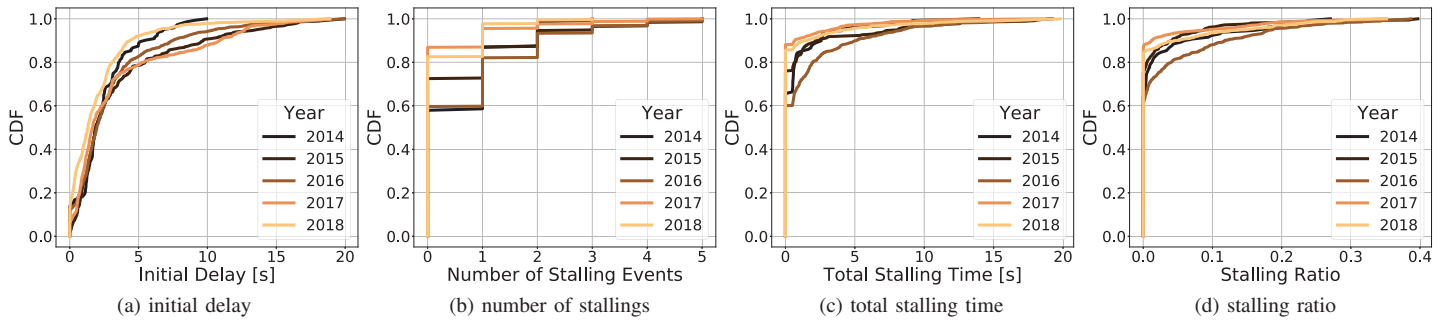 CDF
1.0
0.8
0.6
0.4
0.2
0.0
Year
2014
2015
2016
2017
2018
0 5 10 15 20
Initial Delay [s]
(a) initial delay
CDF
1.0
0.8
0.6
0.4
0.2
0.0
Year
2014
2015
2016
2017
2018
0 1 2 3 4 5
Number of Stalling Events
(b) number of stallings
CDF
1.0
0.8
0.6
0.4
0.2
0.0
Year
2014
2015
2016
2017
2018
0 5 10 15 20
Total Stalling Time [s]
(c) total stalling time
CDF
1.0
0.8
0.6
0.4
0.2
0.0
Year
2014
2015
2016
2017
2018
0.0 0.1 0.2 0.3 0.4
Stalling Ratio
(d) stalling ratio